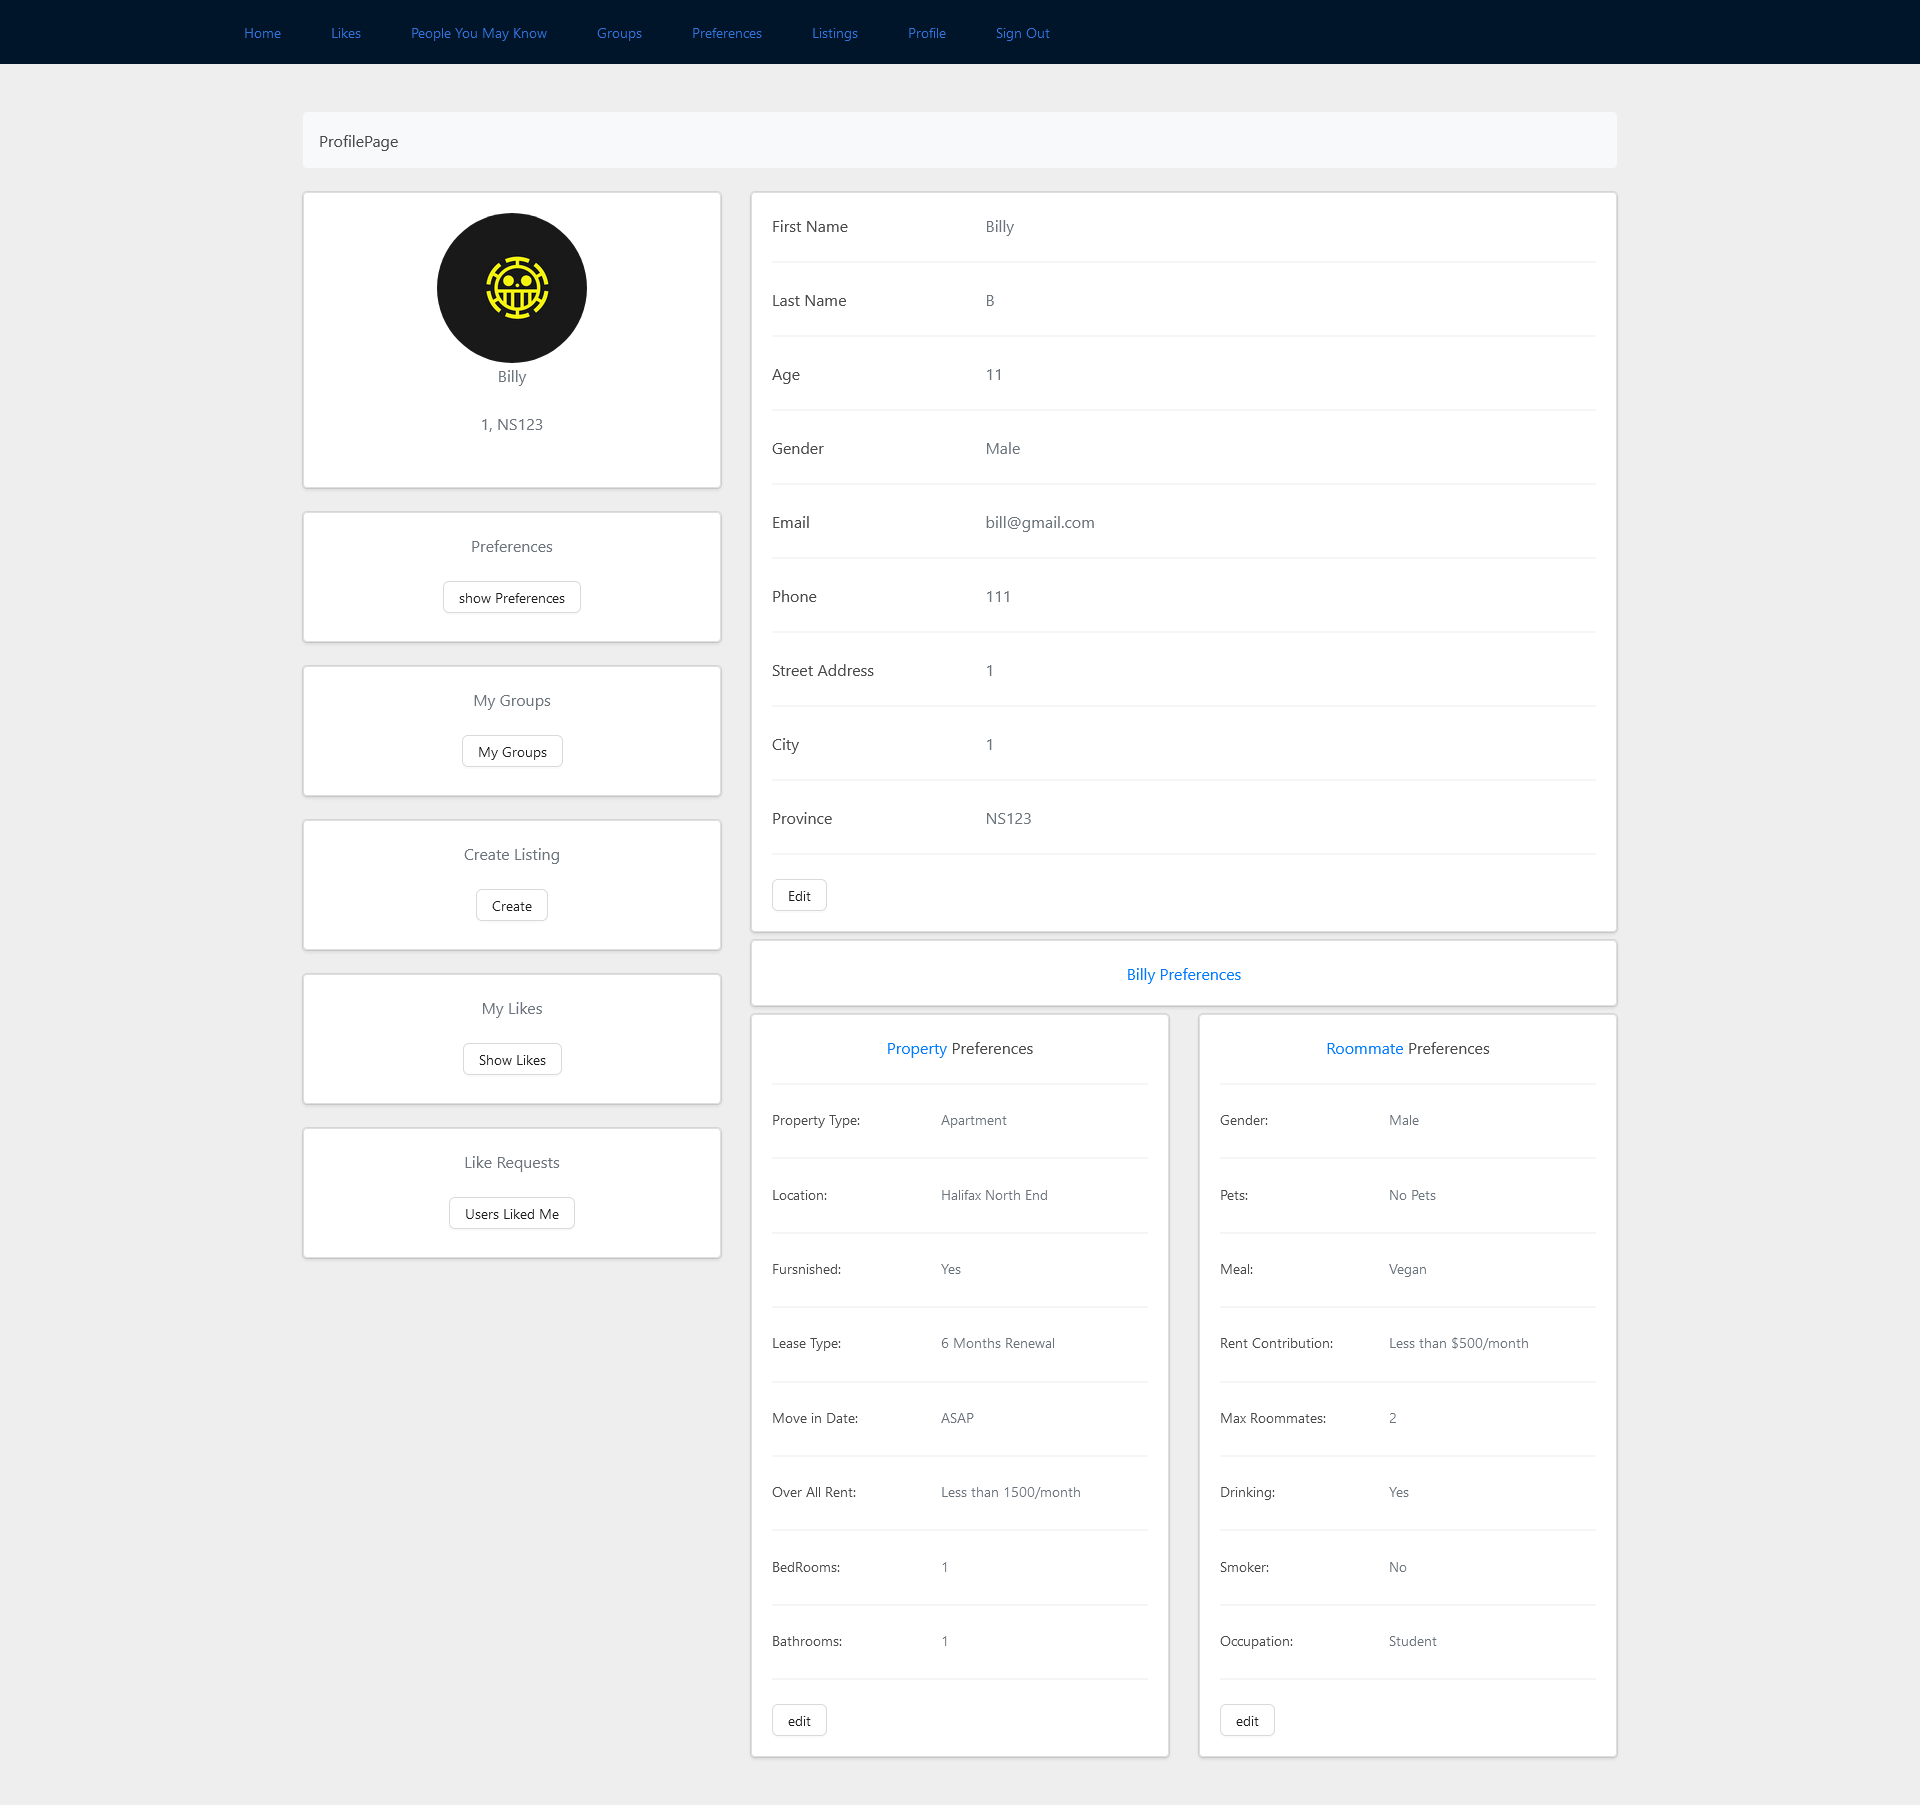 Home Likes People You May Know Groups Preferences Listings Profile Sign Out
ProfilePage
Billy
1, NS123
Preferences
show Preferences
My Groups
My Groups
Create Listing
Create
My Likes
Show Likes
Like Requests
Users Liked Me
First Name Billy
Last Name B
Age 11
Gender Male
Email bill@gmail.com
Phone 111
Street Address 1
City 1
Province NS123
Edit
Billy Preferences
Property Preferences
Property Type: Apartment
Location: Halifax North End
Fursnished: Yes
Lease Type: 6 Months Renewal
Move in Date: ASAP
Over All Rent: Less than 1500/month
BedRooms: 1
Bathrooms: 1
edit
Roommate Preferences
Gender: Male
Pets: No Pets
Meal: Vegan
Rent Contribution: Less than $500/month
Max Roommates: 2
Drinking: Yes
Smoker: No
Occupation: Student
edit